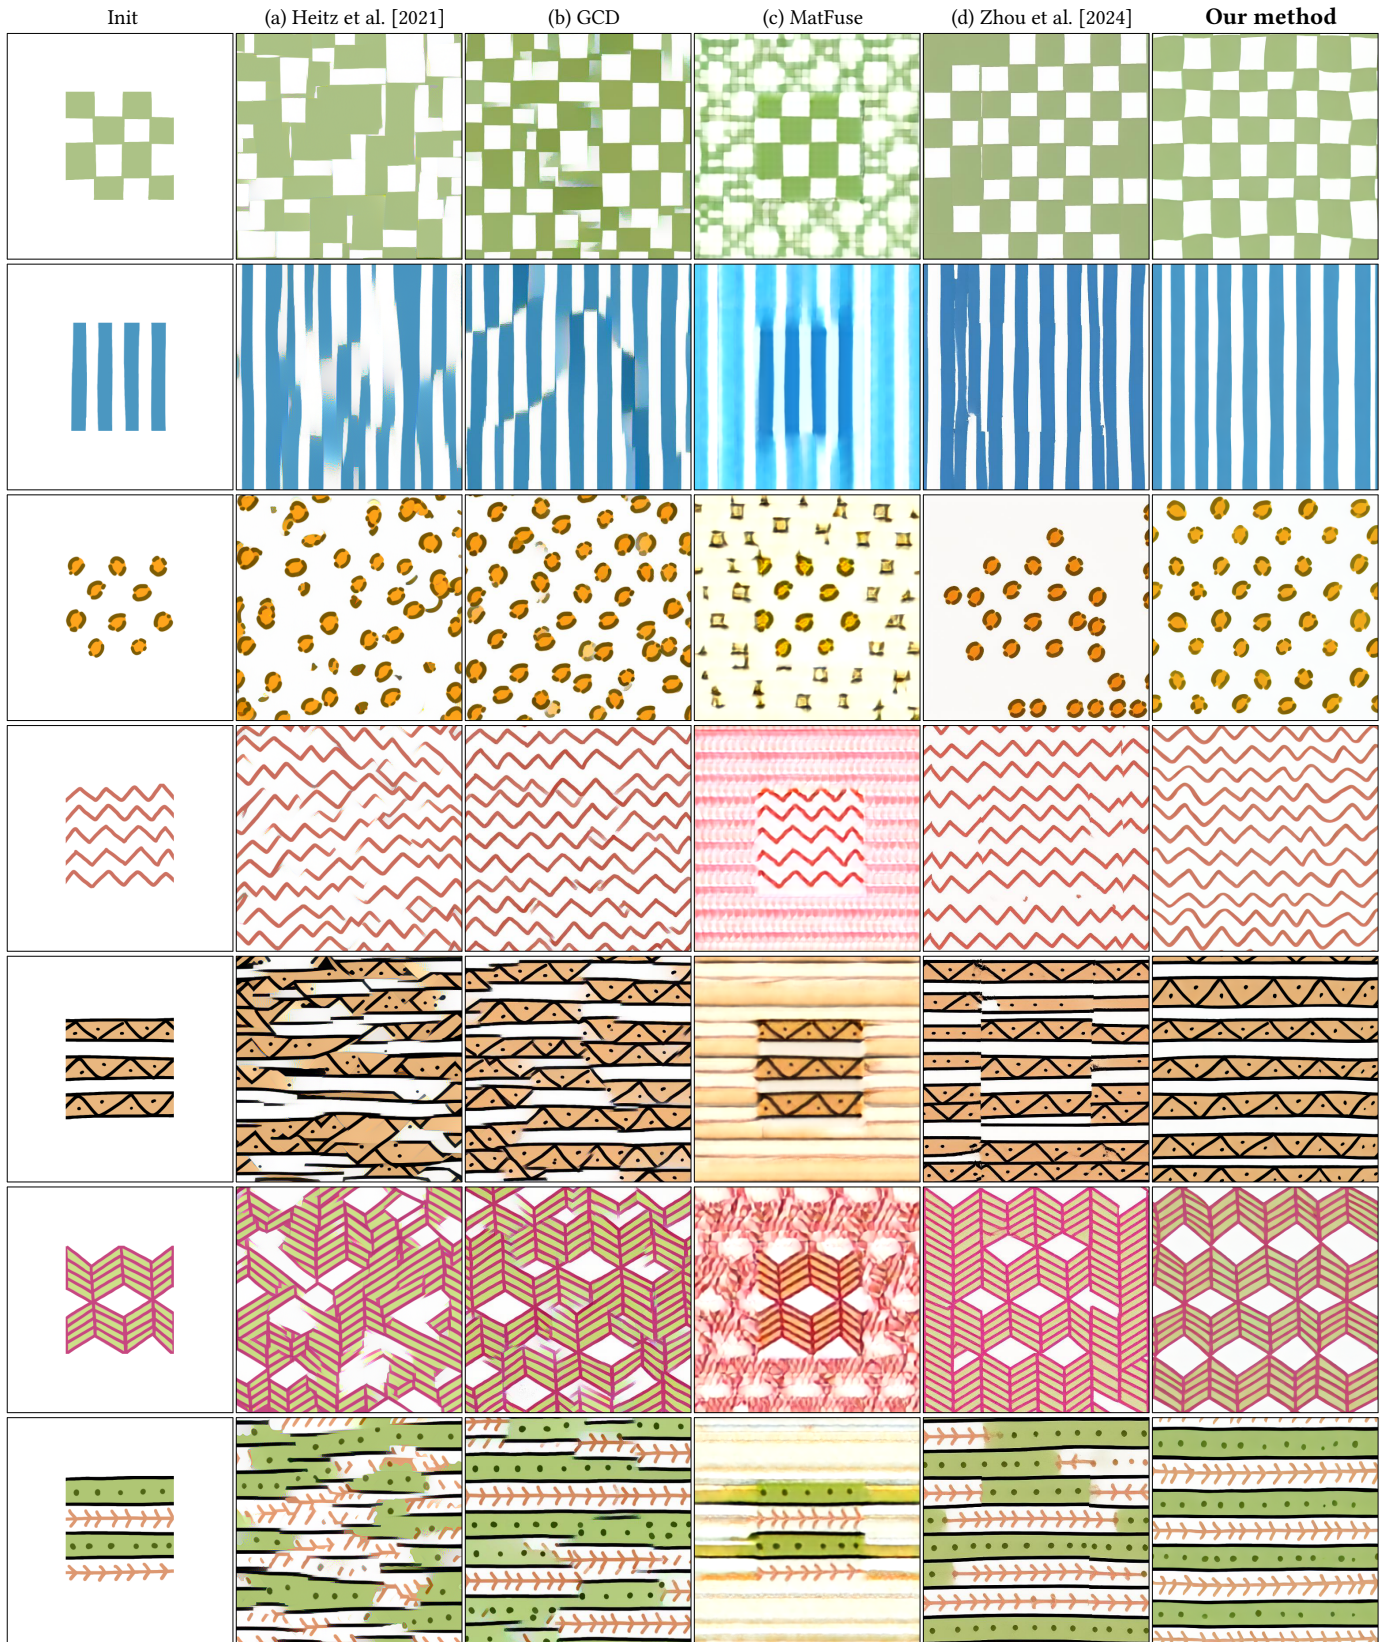 Init (a) Heitz et al. [2021] (b) GCD (c) MatFuse (d) Zhou et al. [2024] Our method